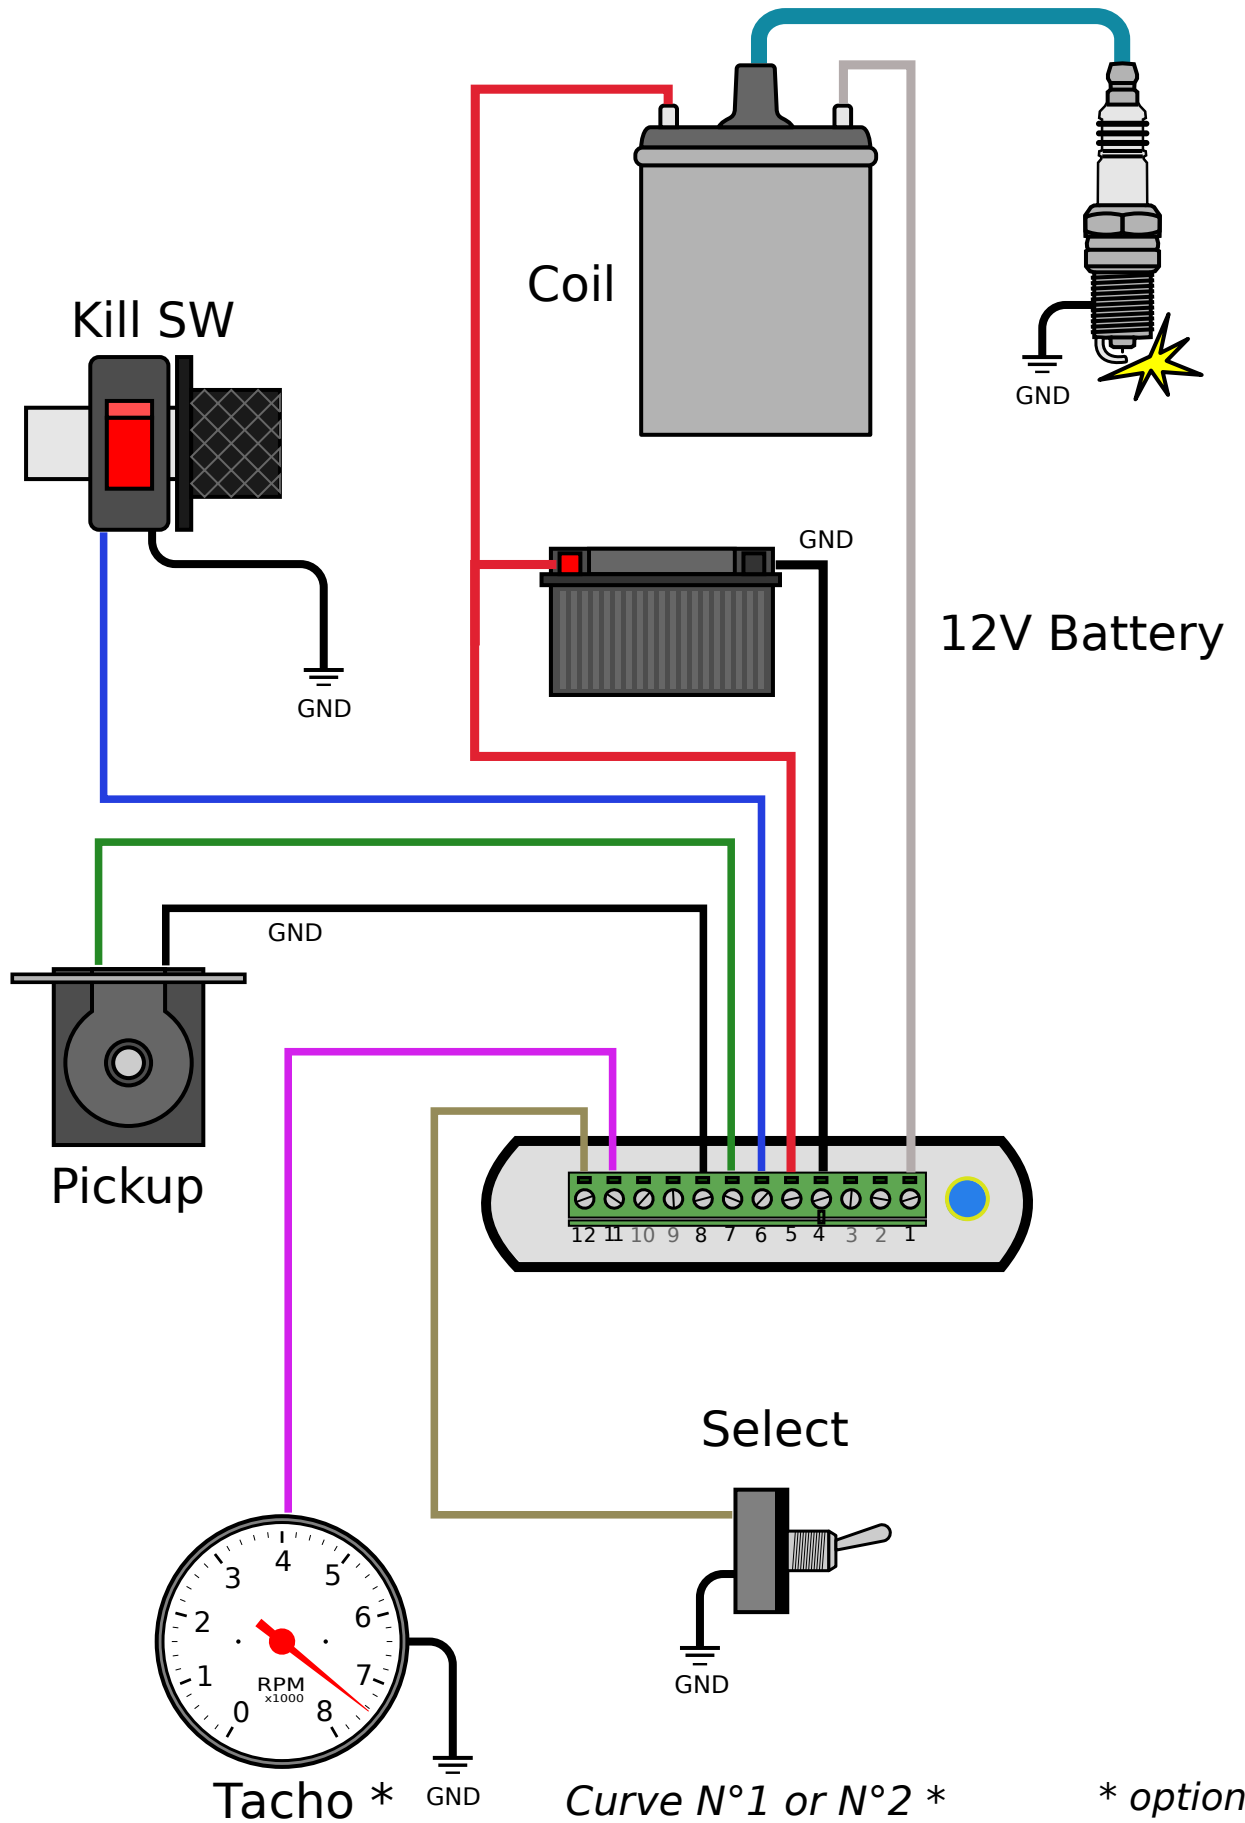 Coil
Kill SW
GND
GND
12V Battery
GND
GND
Pickup
12 11 10 9 8 7 6 5 4 3 2 1
Select
0 1 2 3 4 5 6 7 8
RPM
x1000
GND
GND
Tacho *
Curve N°1 or N°2 *
* option